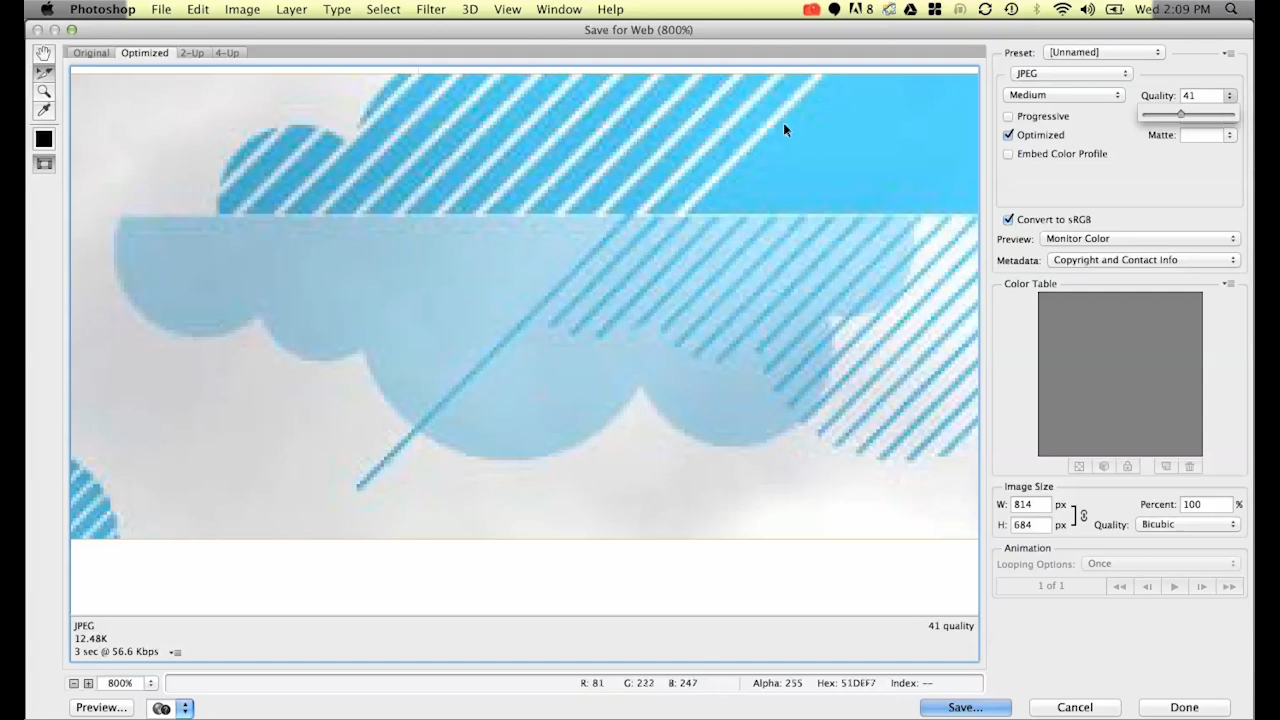 Photoshop File Edit Image Layer Type Select Filter 3D View Window Help 8 Wed 2:09 PM
Save for Web (800%)
Original Optimized 2-Up 4-Up
Preset: [Unnamed]
JPEG
Medium Quality: 41
Progressive
Optimized Matte:
Embed Color Profile
Convert to sRGB
Preview: Monitor Color
Metadata: Copyright and Contact Info
Color Table
Image Size
W: 814 px Percent: 100 %
H: 684 px Quality: Bicubic
Animation
Looping Options: Once
1 of 1
JPEG 41 quality
12.48K
3 sec @ 56.6 Kbps
800% R: 81 G: 222 B: 247 Alpha: 255 Hex: 51DEF7 Index: --
Preview... Save... Cancel Done